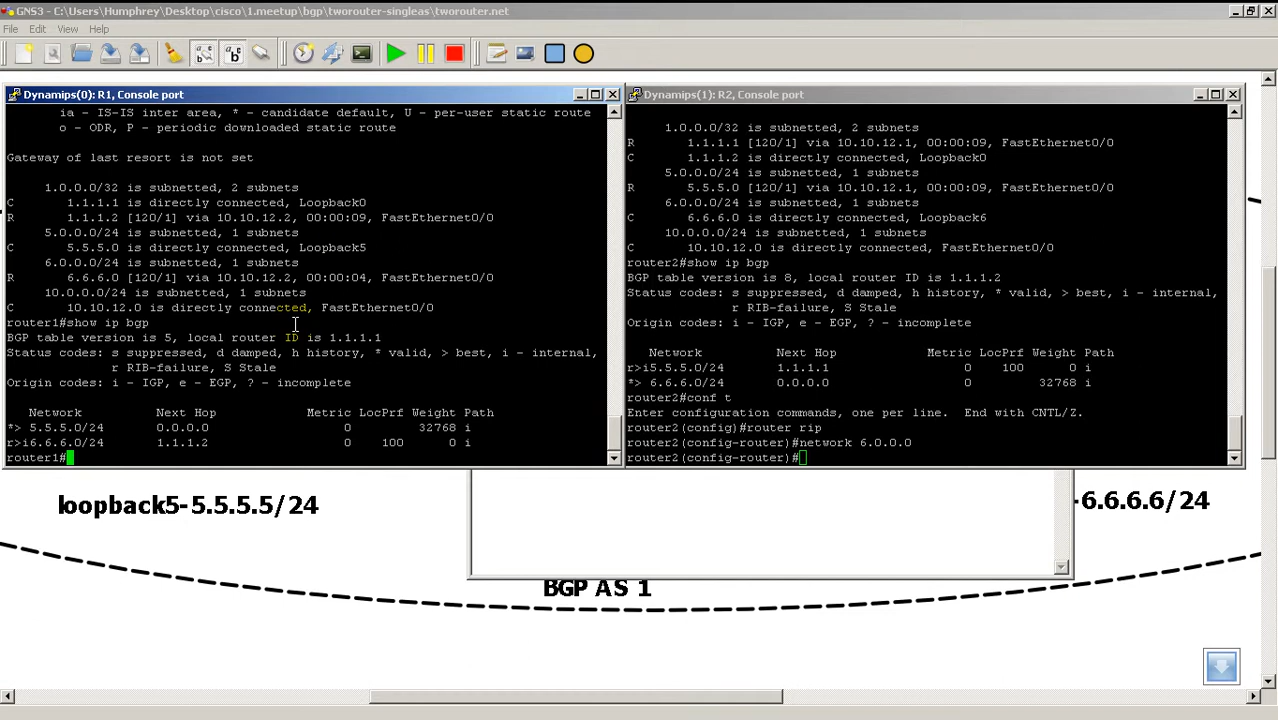 GNS3 - C:\Users\Humphrey\Desktop\cisco\1.meetup\bgp\tworouter-singleas\tworouter.net
File Edit View Help
Dynamips(0): R1, Console port
ia - IS-IS inter area, * - candidate default, U - per-user static route
o - ODR, P - periodic downloaded static route
Gateway of last resort is not set
1.0.0.0/32 is subnetted, 2 subnets
C 1.1.1.1 is directly connected, Loopback0
R 1.1.1.2 [120/1] via 10.10.12.2, 00:00:09, FastEthernet0/0
5.0.0.0/24 is subnetted, 1 subnets
C 5.5.5.0 is directly connected, Loopback5
6.0.0.0/24 is subnetted, 1 subnets
R 6.6.6.0 [120/1] via 10.10.12.2, 00:00:04, FastEthernet0/0
10.0.0.0/24 is subnetted, 1 subnets
C 10.10.12.0 is directly connected, FastEthernet0/0
router1#show ip bgp
BGP table version is 5, local router ID is 1.1.1.1
Status codes: s suppressed, d damped, h history, * valid, > best, i - internal,
r RIB-failure, S Stale
Origin codes: i - IGP, e - EGP, ? - incomplete
Network Next Hop Metric LocPrf Weight Path
*> 5.5.5.0/24 0.0.0.0 0 32768 i
r>i6.6.6.0/24 1.1.1.2 0 100 0 i
router1#
Dynamips(1): R2, Console port
1.0.0.0/32 is subnetted, 2 subnets
R 1.1.1.1 [120/1] via 10.10.12.1, 00:00:09, FastEthernet0/0
C 1.1.1.2 is directly connected, Loopback0
5.0.0.0/24 is subnetted, 1 subnets
R 5.5.5.0 [120/1] via 10.10.12.1, 00:00:09, FastEthernet0/0
6.0.0.0/24 is subnetted, 1 subnets
C 6.6.6.0 is directly connected, Loopback6
10.0.0.0/24 is subnetted, 1 subnets
C 10.10.12.0 is directly connected, FastEthernet0/0
router2#show ip bgp
BGP table version is 8, local router ID is 1.1.1.2
Status codes: s suppressed, d damped, h history, * valid, > best, i - internal,
r RIB-failure, S Stale
Origin codes: i - IGP, e - EGP, ? - incomplete
Network Next Hop Metric LocPrf Weight Path
r>i5.5.5.0/24 1.1.1.1 0 100 0 i
*> 6.6.6.0/24 0.0.0.0 0 32768 i
router2#conf t
Enter configuration commands, one per line. End with CNTL/Z.
router2(config)#router rip
router2(config-router)#network 6.0.0.0
router2(config-router)#
loopback5-5.5.5.5/24
-6.6.6.6/24
BGP AS 1